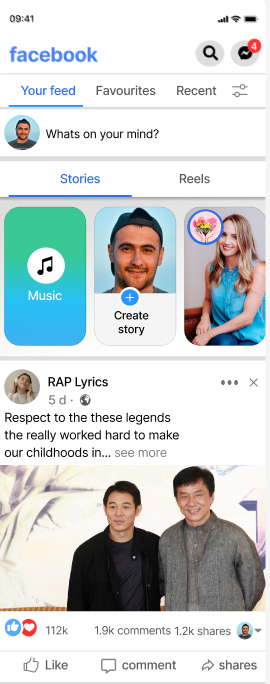 09:41
facebook
4
Your feed Favourites Recent
Whats on your mind?
Stories Reels
Music
Create
story
RAP Lyrics
5 d ·
Respect to the these legends
the really worked hard to make
our childhoods in... see more
112k 1.9k comments 1.2k shares
Like comment shares